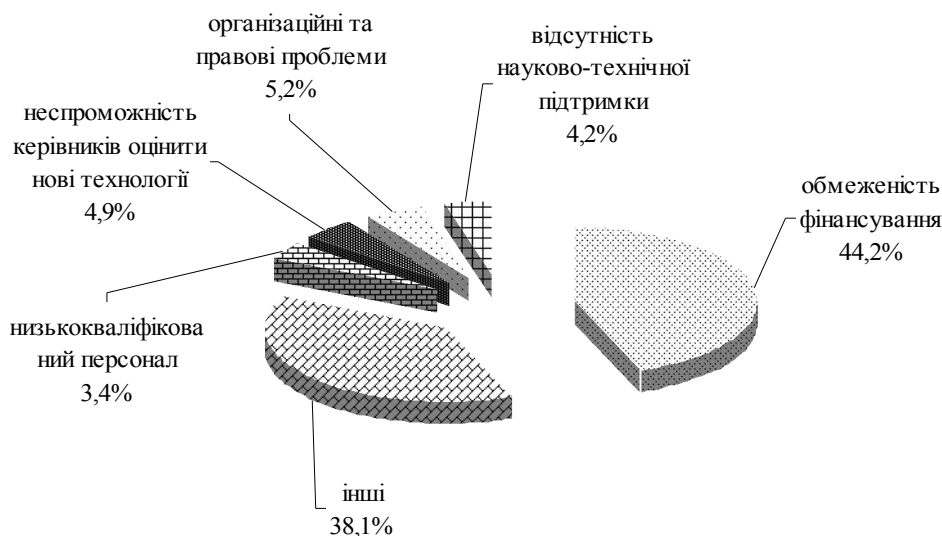 організаційні та
правові проблеми
5,2%
відсутність
науково-технічної
підтримки
4,2%
неспроможність
керівників оцінити
нові технології
4,9%
обмеженість
фінансування
44,2%
низькокваліфікова
ний персонал
3,4%
інші
38,1%